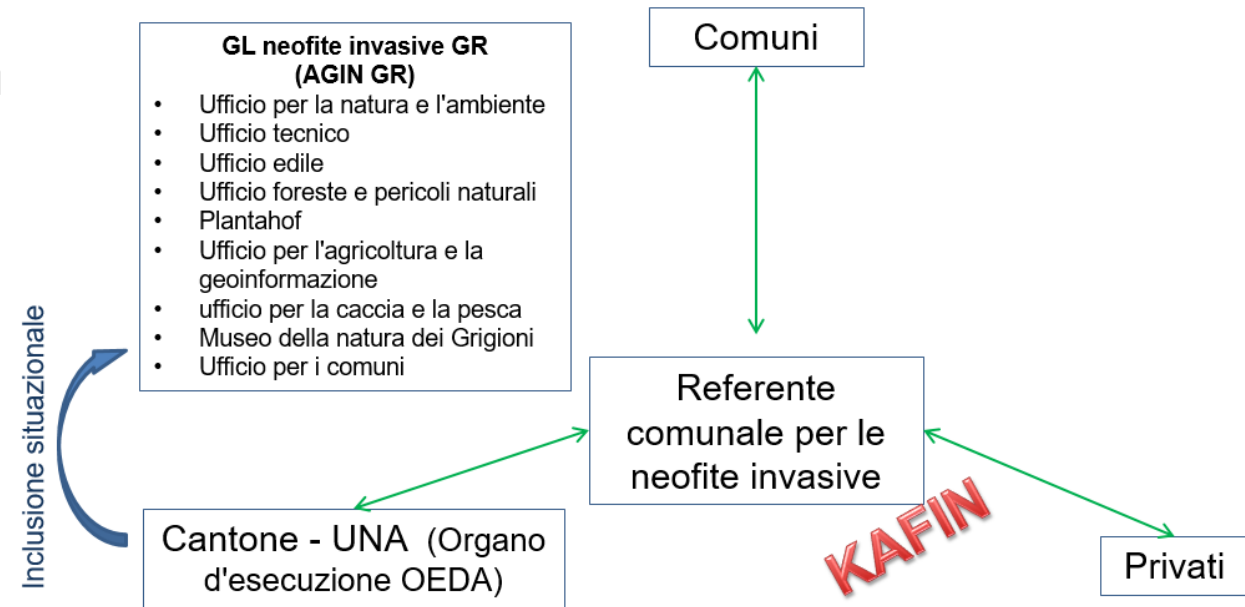 GL neofite invasive GR
(AGIN GR)
• Ufficio per la natura e l'ambiente
• Ufficio tecnico
• Ufficio edile
• Ufficio foreste e pericoli naturali
• Plantahof
• Ufficio per l'agricoltura e la
geoinformazione
• ufficio per la caccia e la pesca
• Museo della natura dei Grigioni
• Ufficio per i comuni
Comuni
Inclusione situazionale
Referente
comunale per le
neofite invasive
KAFIN
Cantone - UNA (Organo
d'esecuzione OEDA)
Privati